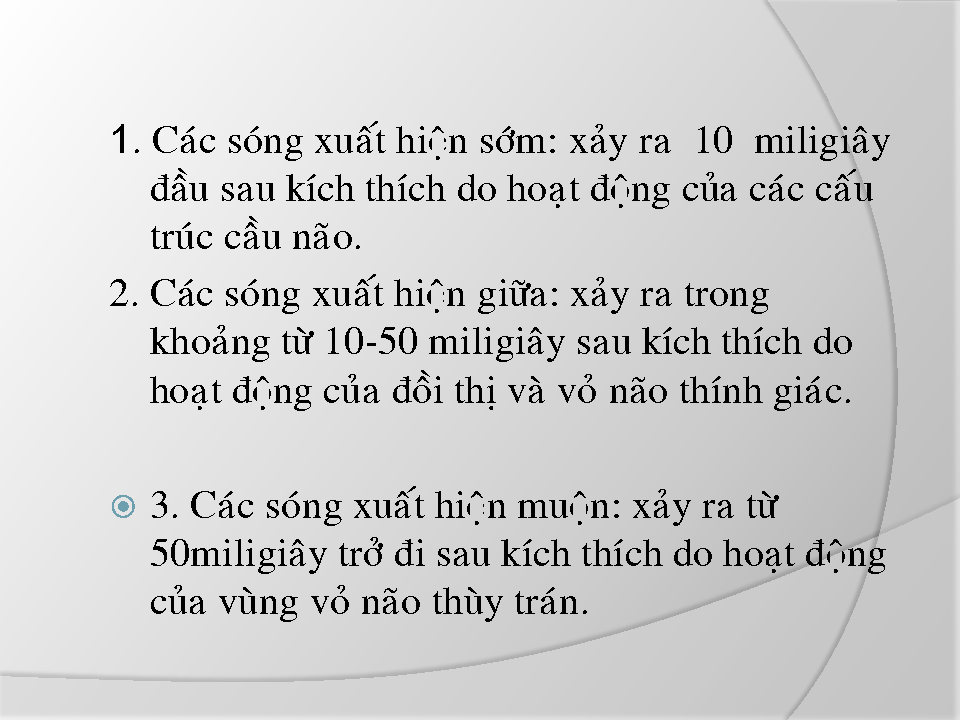 1. Các sóng xuất hiện sớm: xảy ra 10 miligiây
đầu sau kích thích do hoạt động của các cấu
trúc cầu não.
2. Các sóng xuất hiện giữa: xảy ra trong
khoảng từ 10-50 miligiây sau kích thích do
hoạt động của đồi thị và vỏ não thính giác.
3. Các sóng xuất hiện muộn: xảy ra từ
50miligiây trở đi sau kích thích do hoạt động
của vùng vỏ não thùy trán.